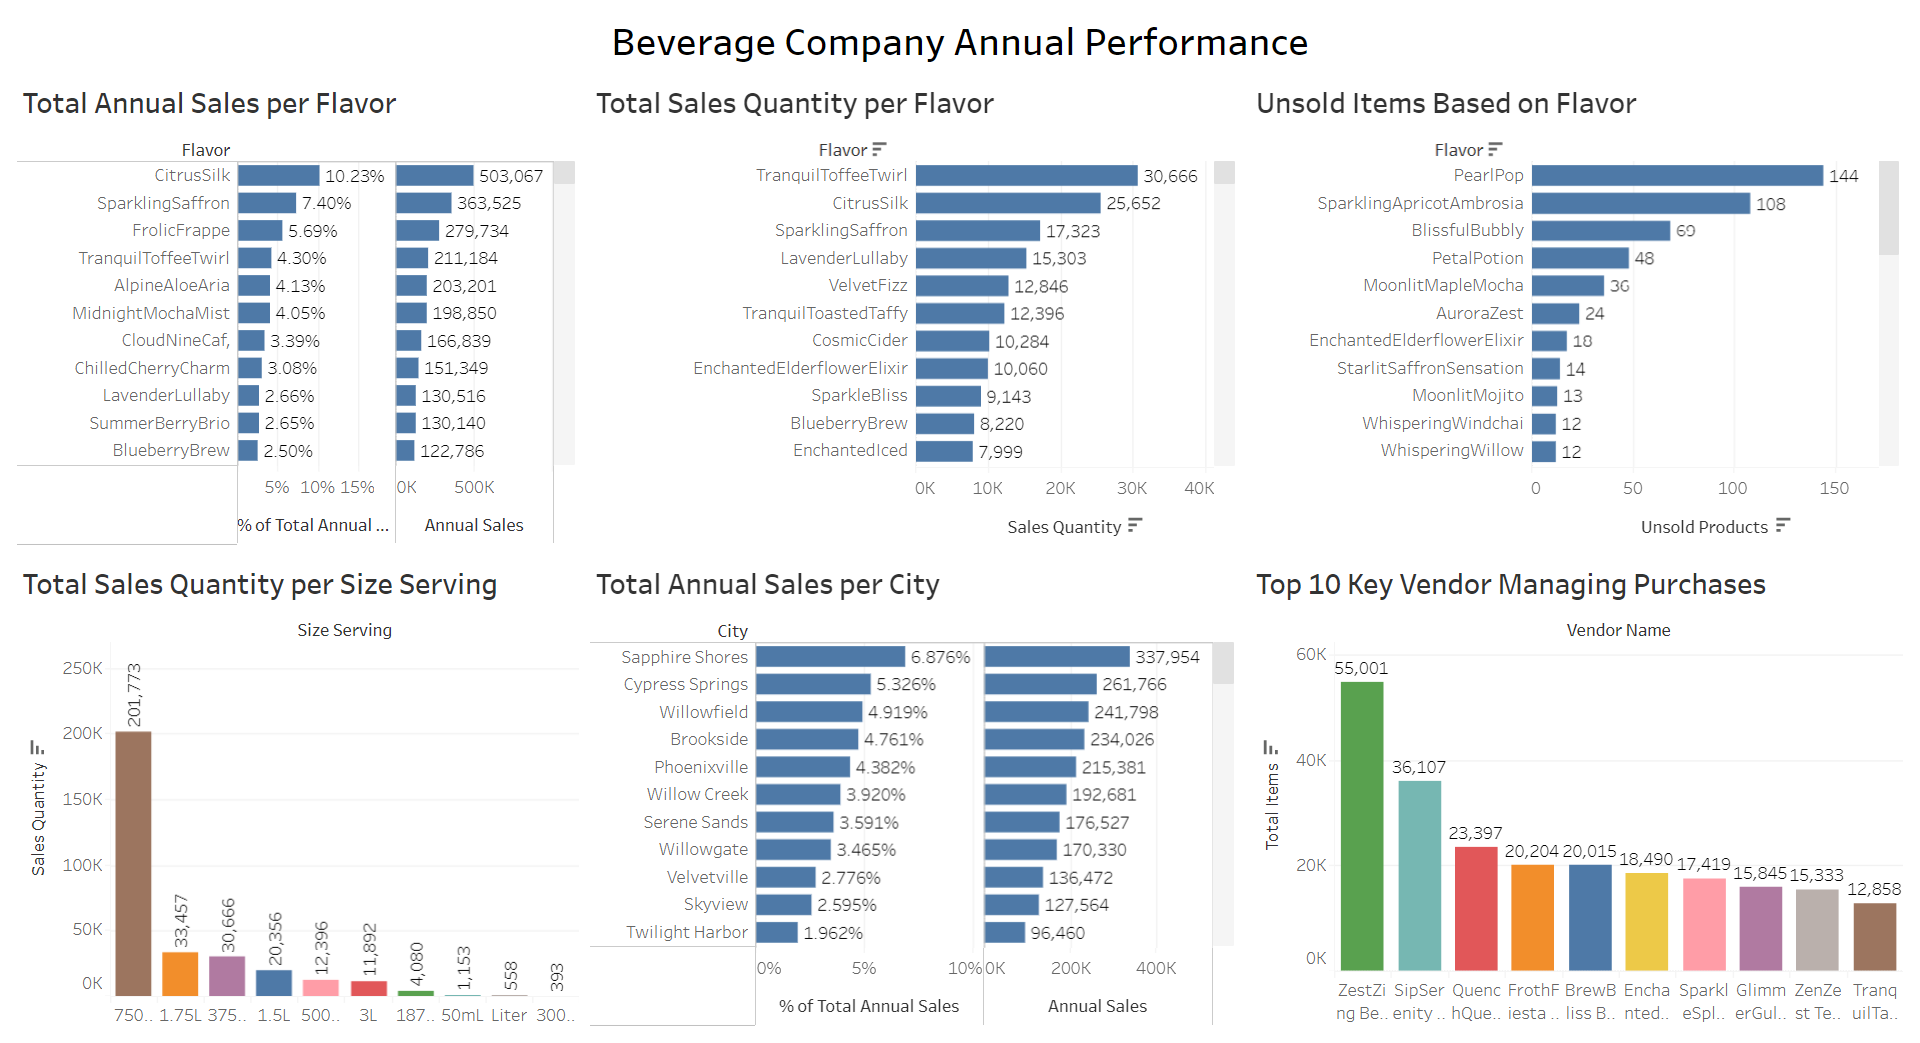 Beverage Company Annual Performance
Total Annual Sales per Flavor
Flavor
CitrusSilk 10.23% 503,067
SparklingSaffron 7.40% 363,525
FrolicFrappe 5.69% 279,734
TranquilToffeeTwirl 4.30% 211,184
AlpineAloeAria 4.13% 203,201
MidnightMochaMist 4.05% 198,850
CloudNineCaf, 3.39% 166,839
ChilledCherryCharm 3.08% 151,349
LavenderLullaby 2.66% 130,516
SummerBerryBrio 2.65% 130,140
BlueberryBrew 2.50% 122,786
5% 10% 15% 0K 500K
% of Total Annual ... Annual Sales
Total Sales Quantity per Flavor
Flavor
TranquilToffeeTwirl 30,666
CitrusSilk 25,652
SparklingSaffron 17,323
LavenderLullaby 15,303
VelvetFizz 12,846
TranquilToastedTaffy 12,396
CosmicCider 10,284
EnchantedElderflowerElixir 10,060
SparkleBliss 9,143
BlueberryBrew 8,220
EnchantedIced 7,999
0K 10K 20K 30K 40K
Sales Quantity
Unsold Items Based on Flavor
Flavor
PearlPop 144
SparklingApricotAmbrosia 108
BlissfulBubbly 69
PetalPotion 48
MoonlitMapleMocha 36
AuroraZest 24
EnchantedElderflowerElixir 18
StarlitSaffronSensation 14
MoonlitMojito 13
WhisperingWindchai 12
WhisperingWillow 12
0 50 100 150
Unsold Products
Total Sales Quantity per Size Serving
Size Serving
Sales Quantity
250K
200K
150K
100K
50K
0K
201,773 33,457 30,666 20,356 12,396 11,892 4,080 1,153 558 393
750.. 1.75L 375.. 1.5L 500.. 3L 187.. 50mL Liter 300..
Total Annual Sales per City
City
Sapphire Shores 6.876% 337,954
Cypress Springs 5.326% 261,766
Willowfield 4.919% 241,798
Brookside 4.761% 234,026
Phoenixville 4.382% 215,381
Willow Creek 3.920% 192,681
Serene Sands 3.591% 176,527
Willowgate 3.465% 170,330
Velvetville 2.776% 136,472
Skyview 2.595% 127,564
Twilight Harbor 1.962% 96,460
0% 5% 10% 0K 200K 400K
% of Total Annual Sales Annual Sales
Top 10 Key Vendor Managing Purchases
Vendor Name
Total Items
60K
40K
20K
0K
55,001 36,107 23,397 20,204 20,015 18,490 17,419 15,845 15,333 12,858
ZestZi SipSer Quenc FrothF BrewB Encha Sparkl Glimm ZenZe Tranq
ng Be.. enity .. hQue.. iesta .. liss B.. nted.. eSpl.. erGul.. st Te.. uilTa..